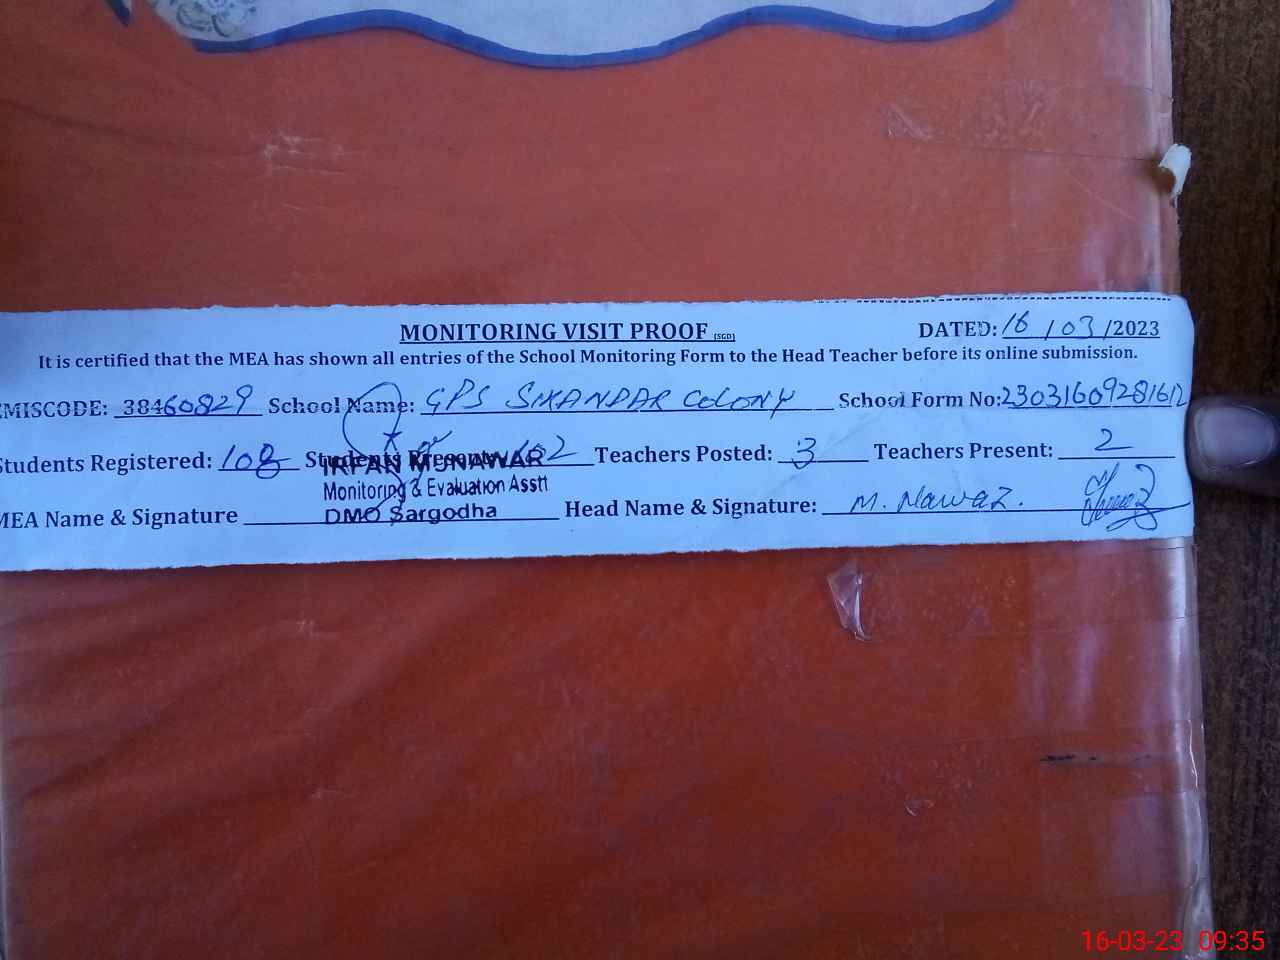 MONITORING VISIT PROOF (SGD) DATED: 16/03/2023
It is certified that the MEA has shown all entries of the School Monitoring Form to the Head Teacher before its online submission.
EMISCODE: 38460829 School Name: GPS SIKANDAR COLONY School Form No: 23031609281612
Students Registered: 108 Students Present: 102 Teachers Posted: 3 Teachers Present: 2
IRFAN MUNAWAR
Monitoring & Evaluation Asstt
MEA Name & Signature DMO Sargodha Head Name & Signature: M. Nawaz.
16-03-23 09:35